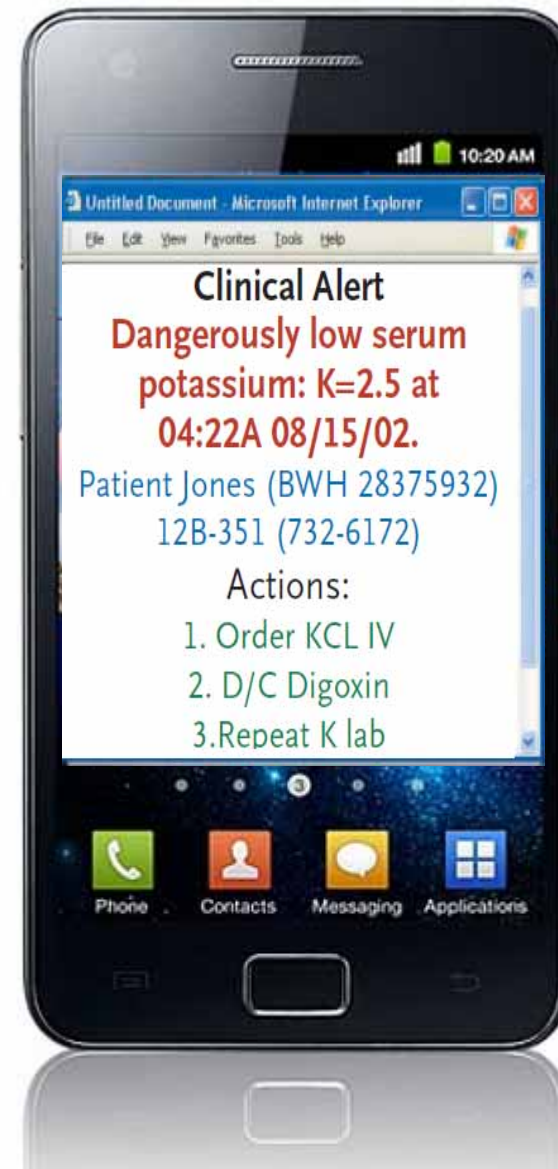 10:20 AM
Untitled Document - Microsoft Internet Explorer
File Edit View Favorites Tools Help
Clinical Alert
Dangerously low serum
potassium: K=2.5 at
04:22A 08/15/02.
Patient Jones (BWH 28375932)
12B-351 (732-6172)
Actions:
1. Order KCL IV
2. D/C Digoxin
3.Repeat K lab
3
Phone Contacts Messaging Applications